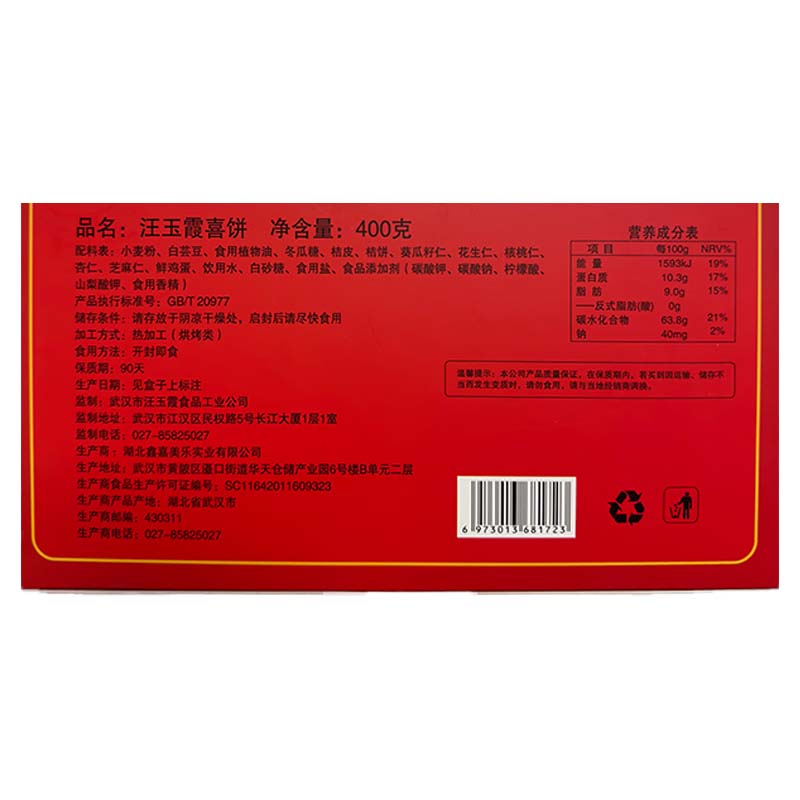 品名：汪玉霞喜饼 净含量：400克
配料表：小麦粉、白芸豆、食用植物油、冬瓜糖、桔皮、桔饼、葵瓜籽仁、花生仁、核桃仁、
杏仁、芝麻仁、鲜鸡蛋、饮用水、白砂糖、食用盐、食品添加剂（碳酸钾、碳酸钠、柠檬酸、
山梨酸钾、食用香精）
产品执行标准号：GB/T 20977
储存条件：请存放于阴凉干燥处，启封后请尽快食用
加工方式：热加工（烘烤类）
食用方法：开封即食
保质期：90天
生产日期：见盒子上标注
监制：武汉市汪玉霞食品工业公司
监制地址：武汉市江汉区民权路5号长江大厦1层1室
监制电话：027-85825027
生产商：湖北鑫嘉美乐实业有限公司
生产地址：武汉市黄陂区滠口街道华天仓储产业园6号楼B单元二层
生产商食品生产许可证编号：SC11642011609323
生产商产品产地：湖北省武汉市
生产商邮编：430311
生产商电话：027-85825027
营养成分表
项目 每100g NRV%
能量 1593kJ 19%
蛋白质 10.3g 17%
脂肪 9.0g 15%
——反式脂肪(酸) 0g
碳水化合物 63.8g 21%
钠 40mg 2%
温馨提示：本公司产品质量保证，在保质期内，若买到因运输、储存不
当而发生变质时，请勿食用，请与当地经销商调换。
6 973013 681723